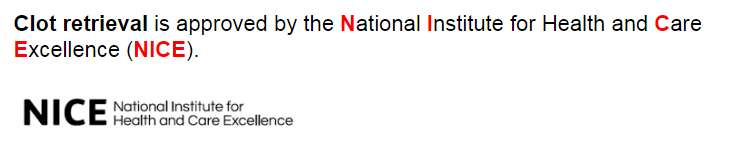 Clot retrieval is approved by the National Institute for Health and Care
Excellence (NICE).
NICE National Institute for
Health and Care Excellence